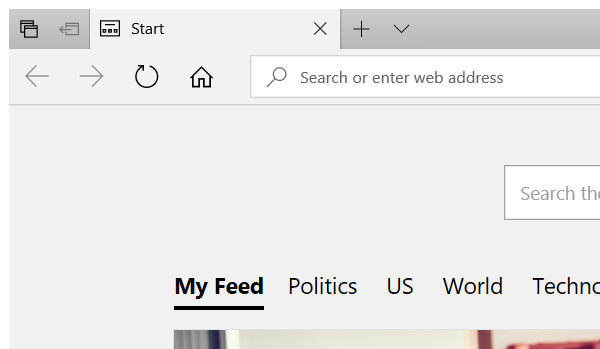 Start
Search or enter web address
Search the
My Feed Politics US World Techno